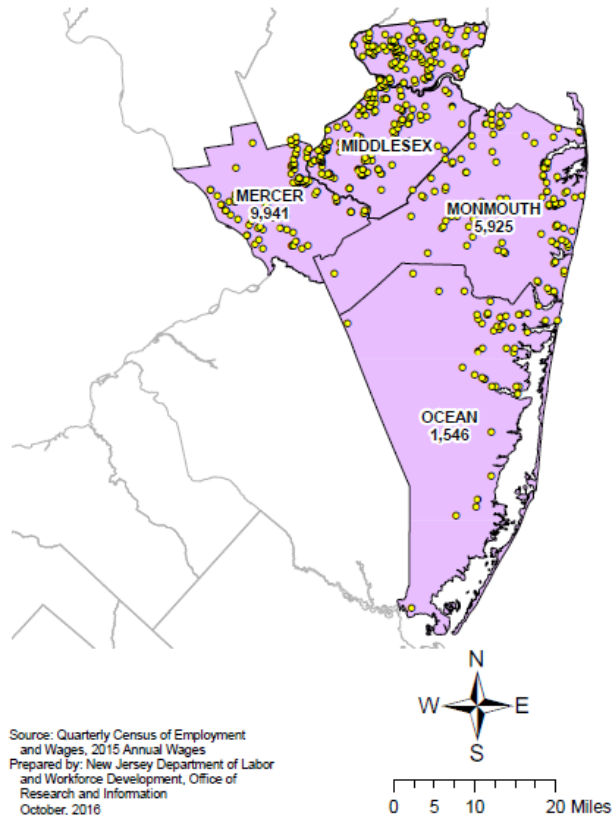 MIDDLESEX
MERCER
9,941
MONMOUTH
5,925
OCEAN
1,546
N
W E
S
Source: Quarterly Census of Employment
and Wages, 2015 Annual Wages
Prepared by: New Jersey Department of Labor
and Workforce Development, Office of
Research and Information
October, 2016
0 5 10 20 Miles